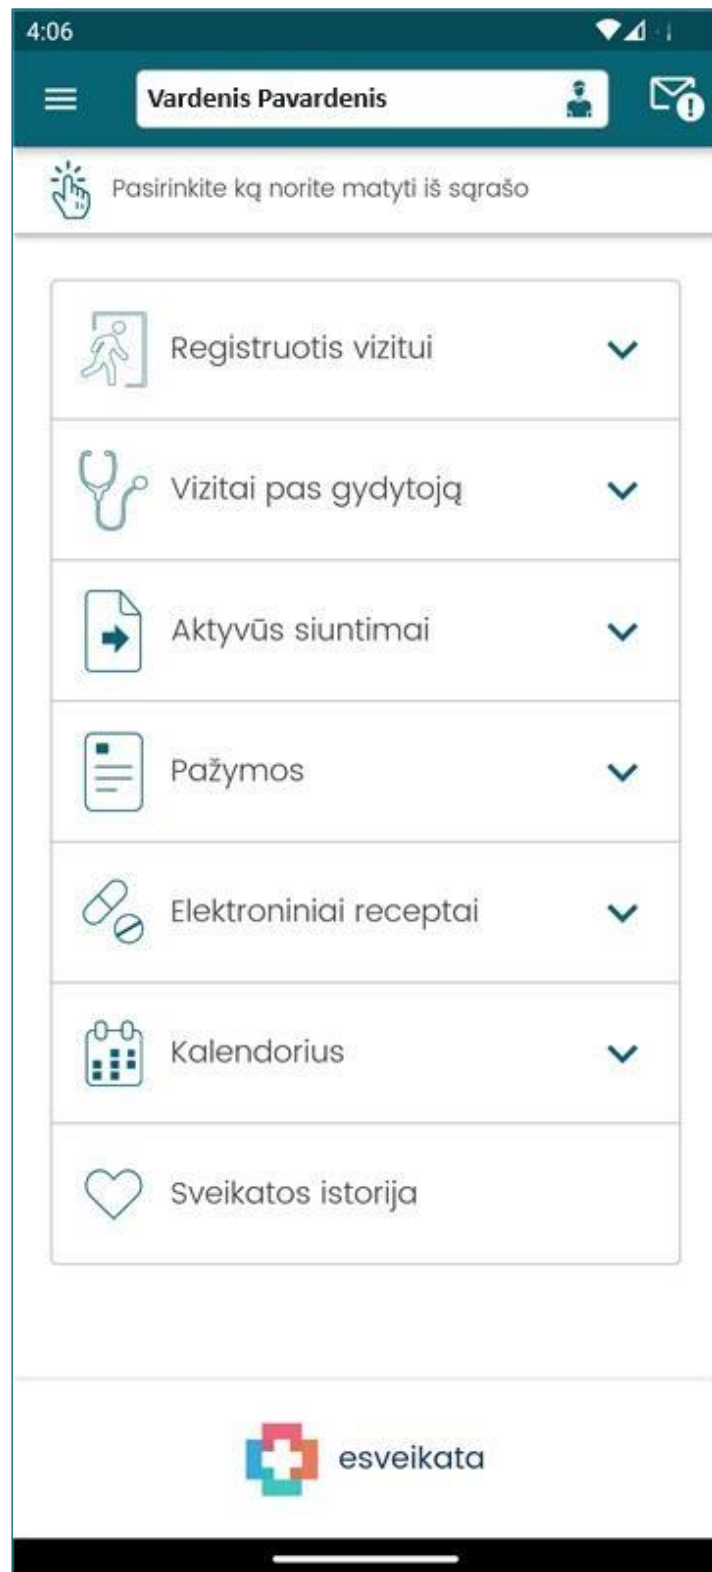 4:06
Vardenis Pavardenis
Pasirinkite ką norite matyti iš sąrašo
Registruotis vizitui
Vizitai pas gydytoją
Aktyvūs siuntimai
Pažymos
Elektroniniai receptai
Kalendorius
Sveikatos istorija
esveikata